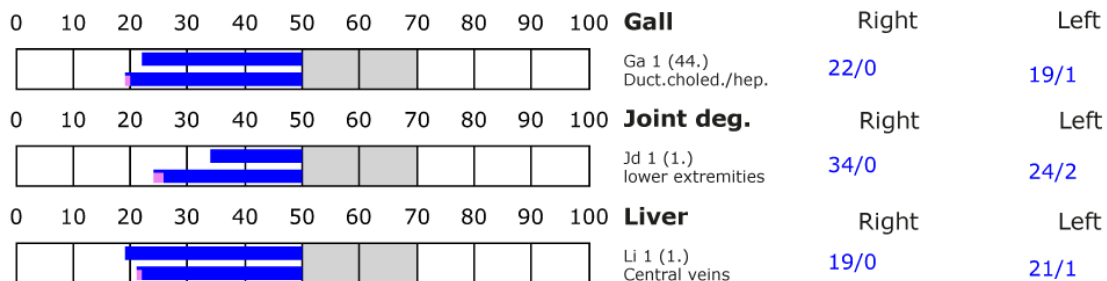 0 10 20 30 40 50 60 70 80 90 100 Gall Right Left
Ga 1 (44.)
Duct.choled./hep. 22/0 19/1
0 10 20 30 40 50 60 70 80 90 100 Joint deg. Right Left
Jd 1 (1.)
lower extremities 34/0 24/2
0 10 20 30 40 50 60 70 80 90 100 Liver Right Left
Li 1 (1.)
Central veins 19/0 21/1